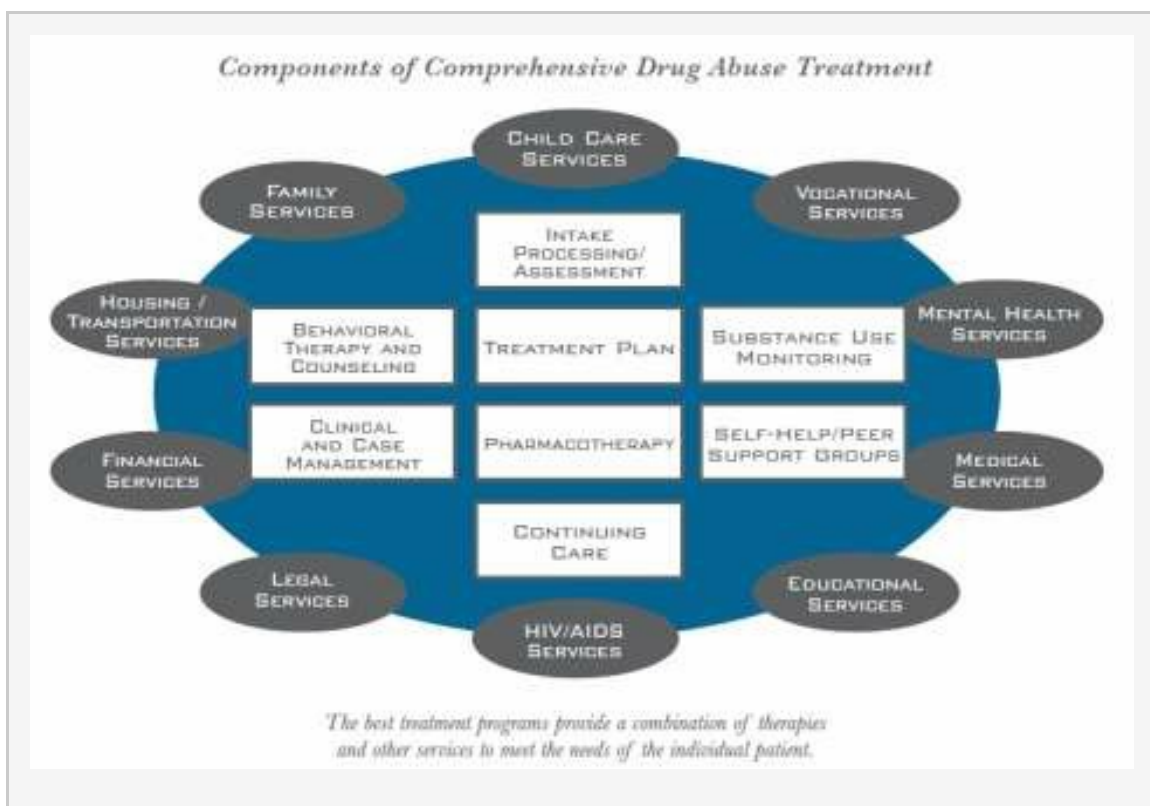 Components of Comprehensive Drug Abuse Treatment
CHILD CARE
SERVICES
FAMILY
SERVICES
VOCATIONAL
SERVICES
INTAKE
PROCESSING/
ASSESSMENT
HOUSING /
TRANSPORTATION
SERVICES
BEHAVIORAL
THERAPY AND
COUNSELING
TREATMENT PLAN
SUBSTANCE USE
MONITORING
MENTAL HEALTH
SERVICES
FINANCIAL
SERVICES
CLINICAL
AND CASE
MANAGEMENT
PHARMACOTHERAPY
SELF-HELP/PEER
SUPPORT GROUPS
MEDICAL
SERVICES
CONTINUING
CARE
LEGAL
SERVICES
EDUCATIONAL
SERVICES
HIV/AIDS
SERVICES
The best treatment programs provide a combination of therapies
and other services to meet the needs of the individual patient.